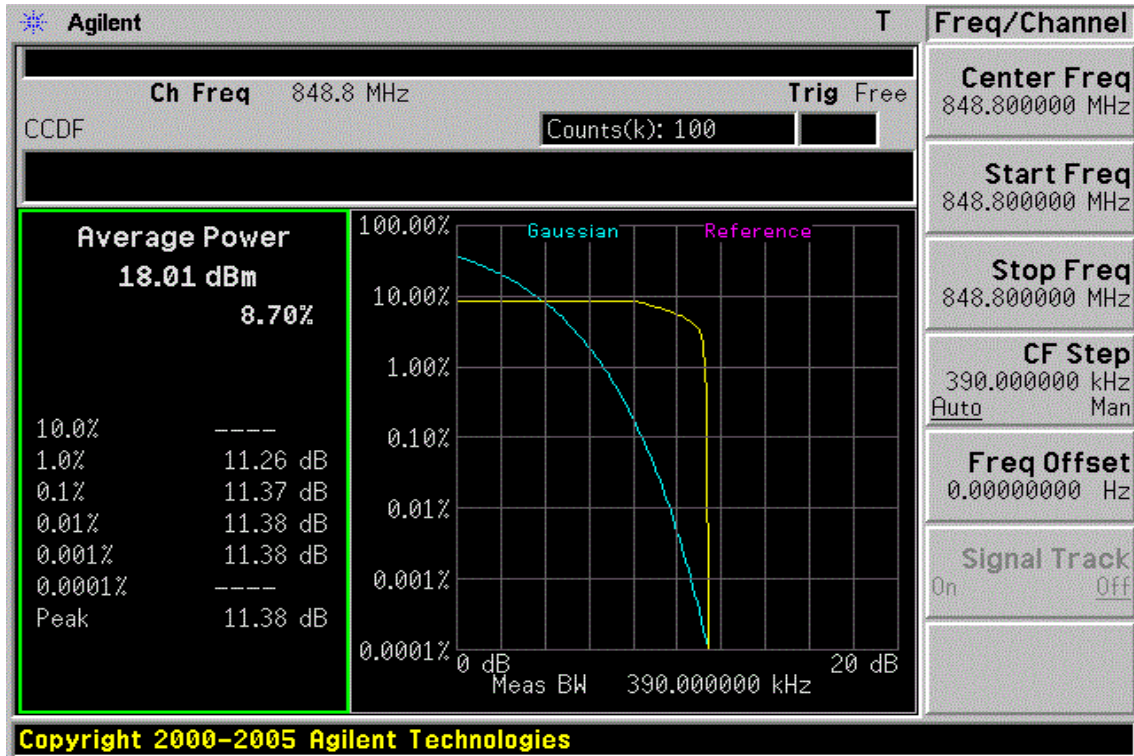 Agilent T
Ch Freq 848.8 MHz Trig Free
CCDF Counts(k): 100
Average Power
18.01 dBm
8.70%
10.0% ----
1.0% 11.26 dB
0.1% 11.37 dB
0.01% 11.38 dB
0.001% 11.38 dB
0.0001% ----
Peak 11.38 dB
Gaussian Reference
100.00%
10.00%
1.00%
0.10%
0.01%
0.001%
0.0001%
0 dB 20 dB
Meas BW 390.000000 kHz
Freq/Channel
Center Freq
848.800000 MHz
Start Freq
848.800000 MHz
Stop Freq
848.800000 MHz
CF Step
390.000000 kHz
Auto Man
Freq Offset
0.00000000 Hz
Signal Track
On Off
Copyright 2000-2005 Agilent Technologies